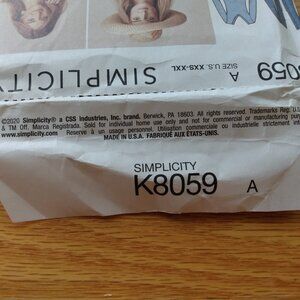 K8059
A
SIZE U.S. XXS-XXL
SIMPLICITY
©2020 Simplicity® a CSS Industries, Inc. brand. Berwick, PA 18603. All rights reserved. Trademarks Reg.
& TM Off. Marca Registrada. Sold for individual home use only and not for commercial or manufacturing
www.simplicity.com. Reservé à un usage personnel. Utilisation commerciale ou industrielle strictement
MADE IN U.S.A. FABRIQUÉ AUX ÉTATS-UNIS.
SIMPLICITY
K8059 A